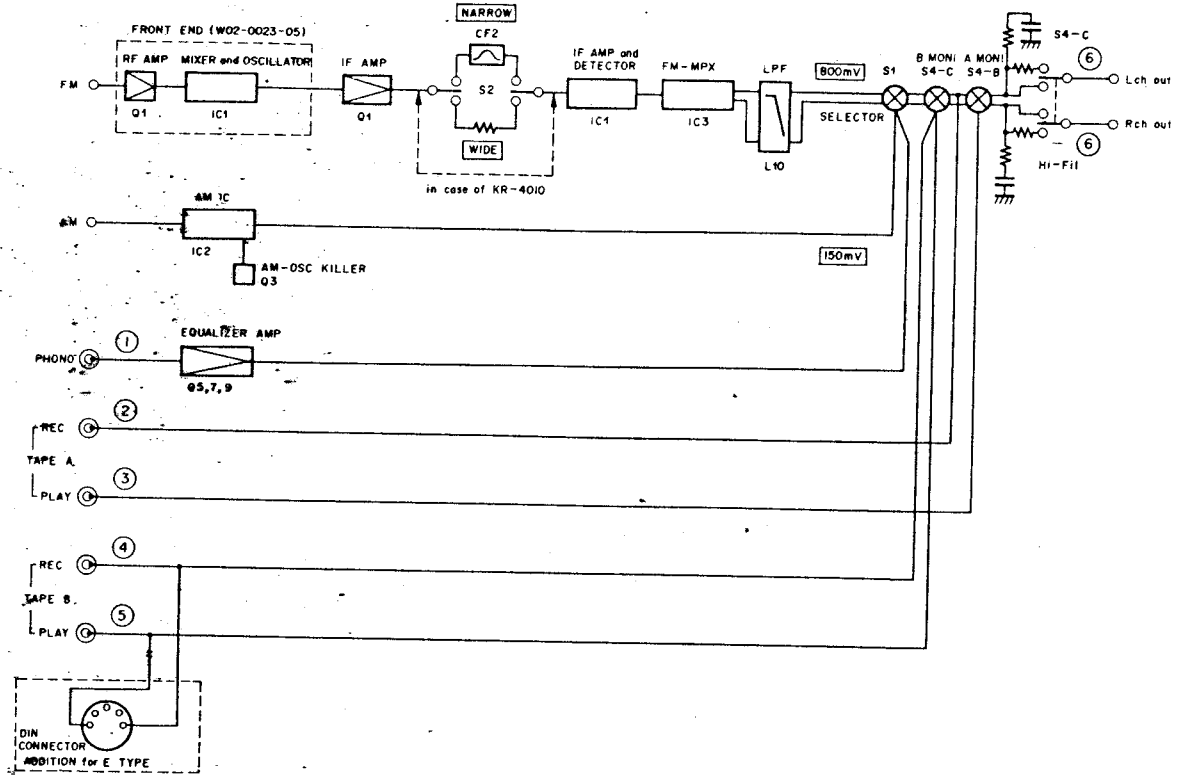 FRONT END (W02-0023-05)
RF AMP
MIXER and OSCILLATOR
FM
Q1
IC1
IF AMP
Q1
NARROW
CF2
S2
WIDE
in case of KR-4010
IF AMP and
DETECTOR
IC1
FM-MPX
IC3
LPF
L10
800mV
SELECTOR
S1
B MONI
S4-C
A MONI
S4-B
S4-C
6
Lch out
Rch out
6
Hi-Fil
AM
AM IC
IC2
AM-OSC KILLER
Q3
150mV
PHONO
1
EQUALIZER AMP
Q5,7,9
2
REC
TAPE A
3
PLAY
4
REC
TAPE B
5
PLAY
DIN
CONNECTOR
ADDITION for E TYPE